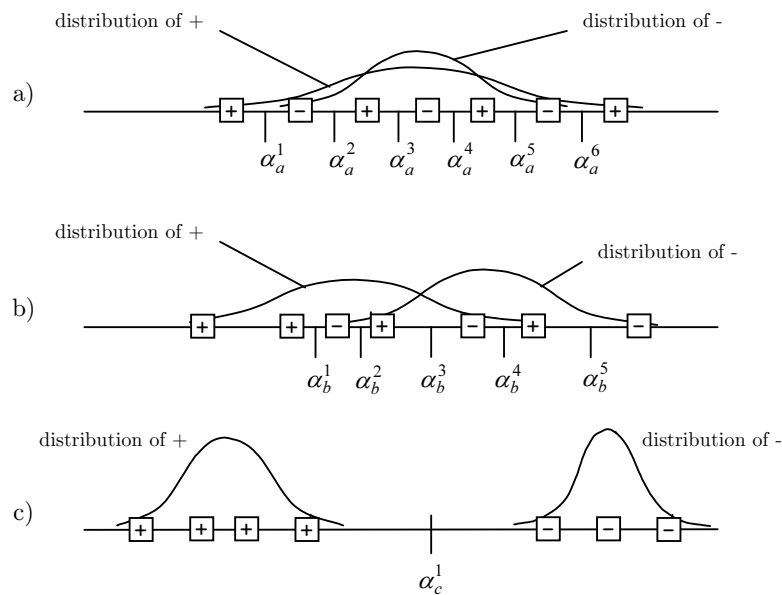 distribution of +
distribution of -
a)
+ − + − + − +
α_a^1 α_a^2 α_a^3 α_a^4 α_a^5 α_a^6
distribution of +
distribution of -
b)
+ + − + − + −
α_b^1 α_b^2 α_b^3 α_b^4 α_b^5
distribution of +
distribution of -
c)
+ + + + − − −
α_c^1